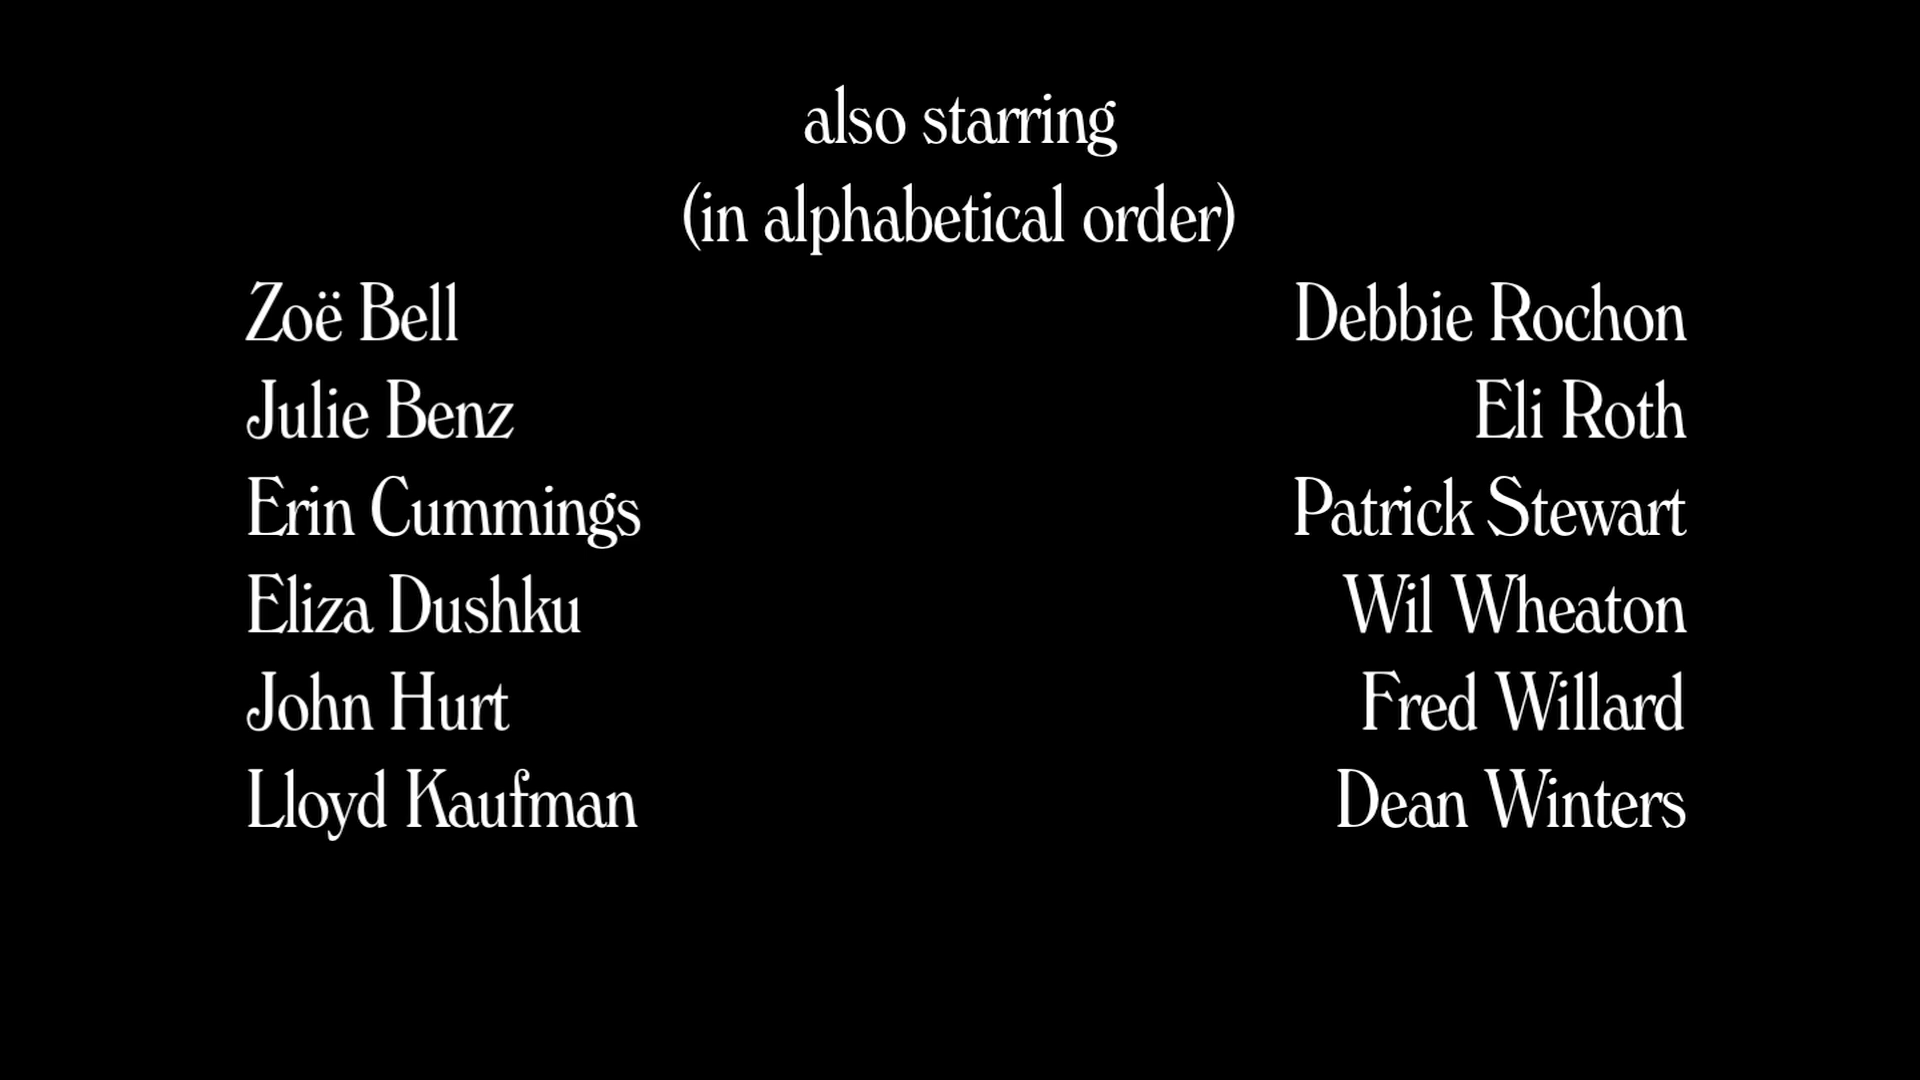 also starring
(in alphabetical order)
Zoë Bell
Julie Benz
Erin Cummings
Eliza Dushku
John Hurt
Lloyd Kaufman
Debbie Rochon
Eli Roth
Patrick Stewart
Wil Wheaton
Fred Willard
Dean Winters